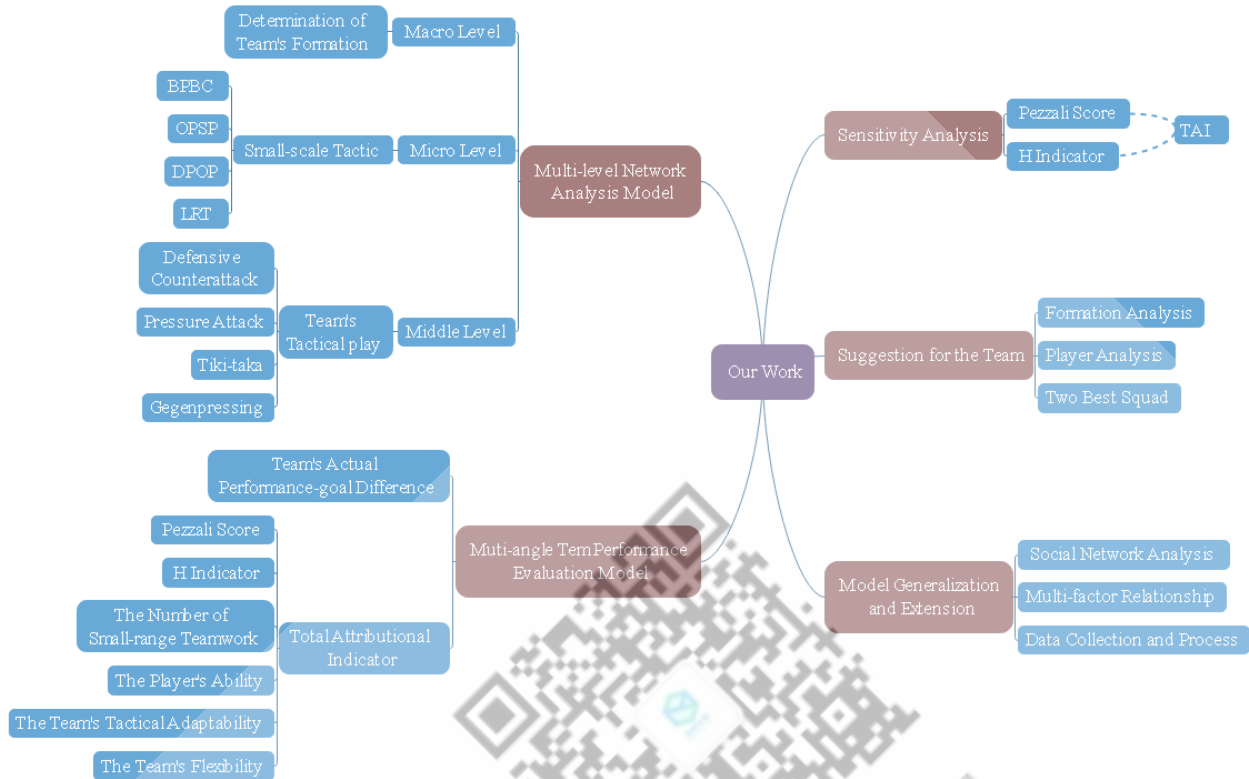 Determination of
Team's Formation
Macro Level
BPBC
OPSP
DPOP
LRT
Small-scale Tactic
Micro Level
Defensive
Counterattack
Pressure Attack
Tiki-taka
Gegenpressing
Team's
Tactical play
Middle Level
Multi-level Network
Analysis Model
Team's Actual
Performance-goal Difference
Pezzali Score
H Indicator
The Number of
Small-range Teamwork
The Player's Ability
The Team's Tactical Adaptability
The Team's Flexibility
Total Attributional
Indicator
Muti-angle Tem Performance
Evaluation Model
Our Work
Sensitivity Analysis
Pezzali Score
H Indicator
TAI
Suggestion for the Team
Formation Analysis
Player Analysis
Two Best Squad
Model Generalization
and Extension
Social Network Analysis
Multi-factor Relationship
Data Collection and Process